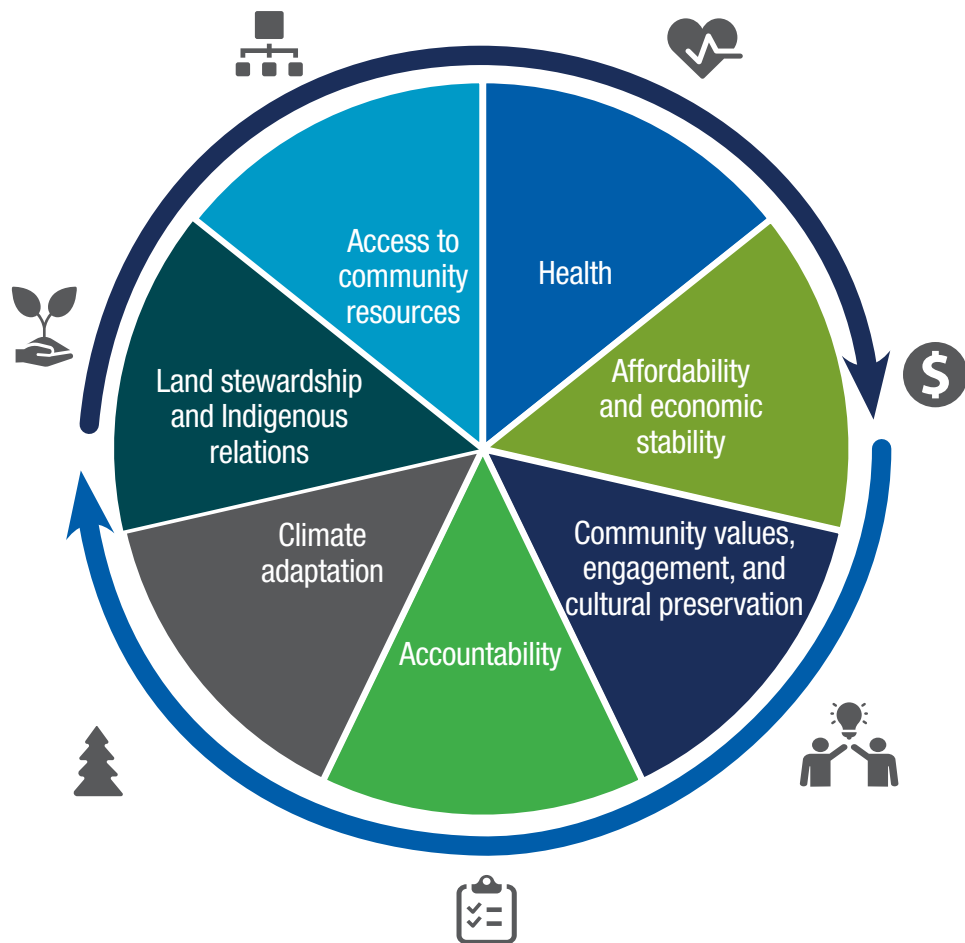 Access to
community
resources
Health
Land stewardship
and Indigenous
relations
Affordability
and economic
stability
Climate
adaptation
Community values,
engagement, and
cultural preservation
Accountability
$